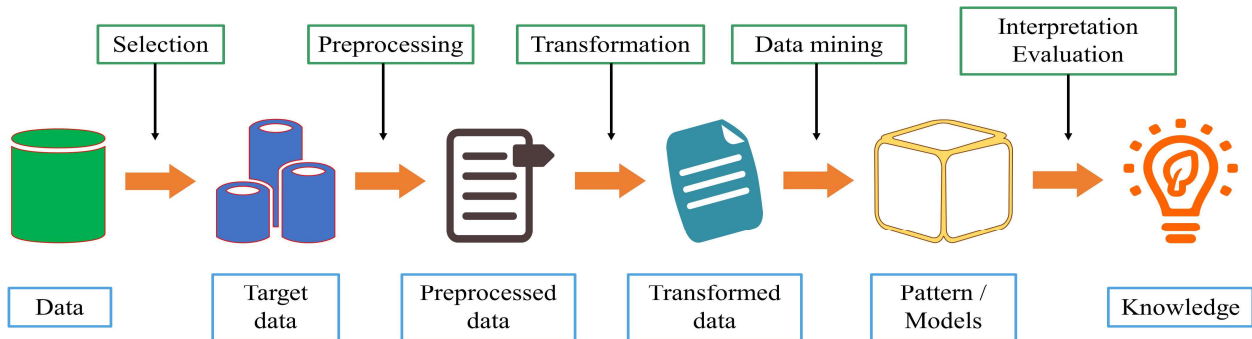 Selection
Preprocessing
Transformation
Data mining
Interpretation
Evaluation
Data
Target
data
Preprocessed
data
Transformed
data
Pattern /
Models
Knowledge